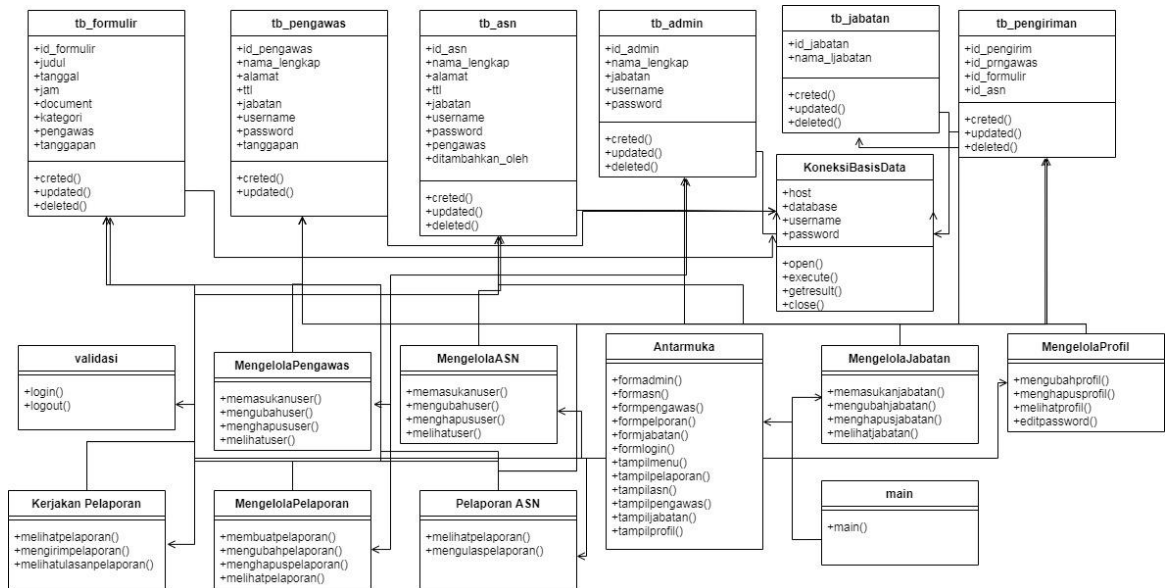 tb_formulir
+id_formulir
+judul
+tanggal
+jam
+document
+kategori
+pengawas
+tanggapan
+creted()
+updated()
+deleted()
tb_pengawas
+id_pengawas
+nama_lengkap
+alamat
+ttl
+jabatan
+username
+password
+tanggapan
+creted()
+updated()
tb_asn
+id_asn
+nama_lengkap
+alamat
+ttl
+jabatan
+username
+password
+pengawas
+ditambahkan_oleh
+creted()
+updated()
+deleted()
tb_admin
+id_admin
+nama_lengkap
+jabatan
+username
+password
+creted()
+updated()
+deleted()
tb_jabatan
+id_jabatan
+nama_ljabatan
+creted()
+updated()
+deleted()
tb_pengiriman
+id_pengirim
+id_prngawas
+id_formulir
+id_asn
+creted()
+updated()
+deleted()
KoneksiBasisData
+host
+database
+username
+password
+open()
+execute()
+getresult()
+close()
validasi
+login()
+logout()
MengelolaPengawas
+memasukanuser()
+mengubahuser()
+menghapususer()
+melihatuser()
MengelolaASN
+memasukanuser()
+mengubahuser()
+menghapususer()
+melihatuser()
Antarmuka
+formadmin()
+formasn()
+formpengawas()
+formpelporan()
+formjabatan()
+formlogin()
+tampilmenu()
+tampilpelaporan()
+tampilasn()
+tampilpengawas()
+tampiljabatan()
+tampilprofil()
MengelolaJabatan
+memasukanjabatan()
+mengubahjabatan()
+menghapusjabatan()
+melihatjabatan()
MengelolaProfil
+mengubahprofil()
+menghapusprofil()
+melihatprofil()
+editpassword()
Kerjakan Pelaporan
+melihatpelaporan()
+mengirimpelaporan()
+melihatulasanpelaporan()
MengelolaPelaporan
+membuatpelaporan()
+mengubahpelaporan()
+menghapuspelaporan()
+melihatpelaporan()
Pelaporan ASN
+melihatpelaporan()
+mengulaspelaporan()
main
+main()